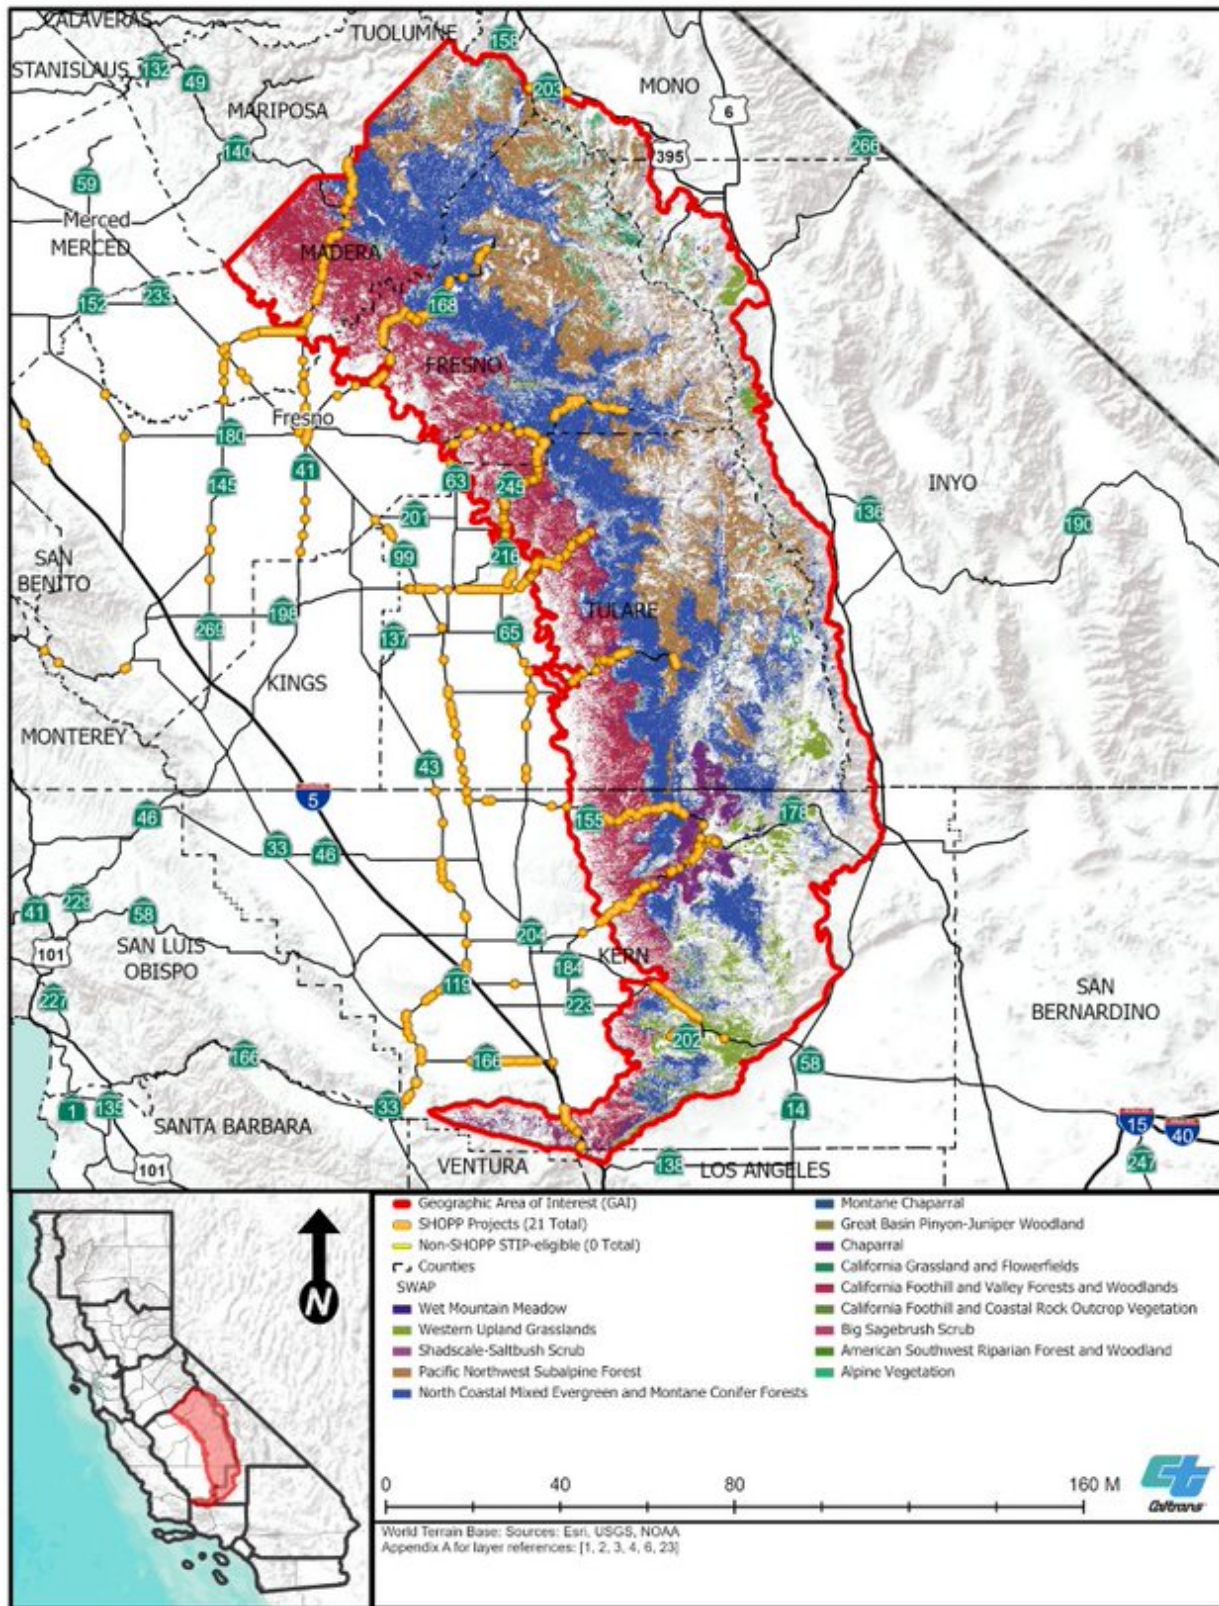 CALAVERAS
TUOLUMNE
158
STANISLAUS
132
49
203
MONO
6
MARIPOSA
140
395
266
59
Merced
MERCED
MADERA
152
233
168
FRESNO
Fresno
180
41
145
63
245
INYO
201
136
190
SAN
BENITO
99
216
198
269
137
65
TULARE
KINGS
MONTEREY
43
5
46
155
178
33
46
41
229
58
101
SAN LUIS
OBISPO
204
KERN
227
119
184
223
SAN
BERNARDINO
166
166
202
58
1
135
33
14
SANTA BARBARA
15
40
101
VENTURA
138
LOS ANGELES
247
N
Geographic Area of Interest (GAI)
SHOPP Projects (21 Total)
Non-SHOPP STIP-eligible (0 Total)
Counties
SWAP
Wet Mountain Meadow
Western Upland Grasslands
Shadscale-Saltbush Scrub
Pacific Northwest Subalpine Forest
North Coastal Mixed Evergreen and Montane Conifer Forests
Montane Chaparral
Great Basin Pinyon-Juniper Woodland
Chaparral
California Grassland and Flowerfields
California Foothill and Valley Forests and Woodlands
California Foothill and Coastal Rock Outcrop Vegetation
Big Sagebrush Scrub
American Southwest Riparian Forest and Woodland
Alpine Vegetation
0 40 80 160 M
Ct
Caltrans
World Terrain Base: Sources: Esri, USGS, NOAA
Appendix A for layer references: [1, 2, 3, 4, 6, 23]